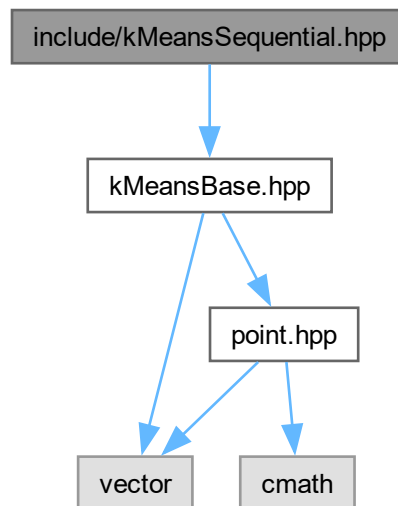 include/kMeansSequential.hpp
kMeansBase.hpp
point.hpp
vector
cmath